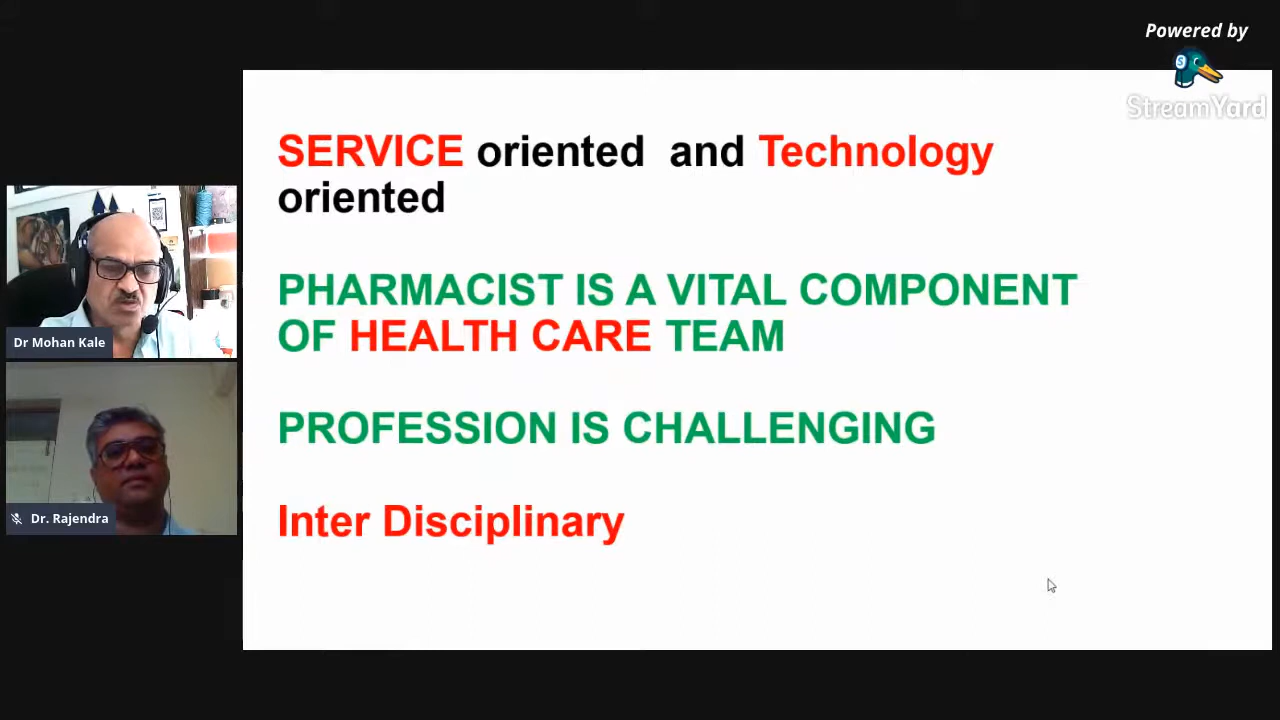 Powered by
StreamYard
SERVICE oriented and Technology
oriented
PHARMACIST IS A VITAL COMPONENT
OF HEALTH CARE TEAM
PROFESSION IS CHALLENGING
Inter Disciplinary
Dr Mohan Kale
Dr. Rajendra